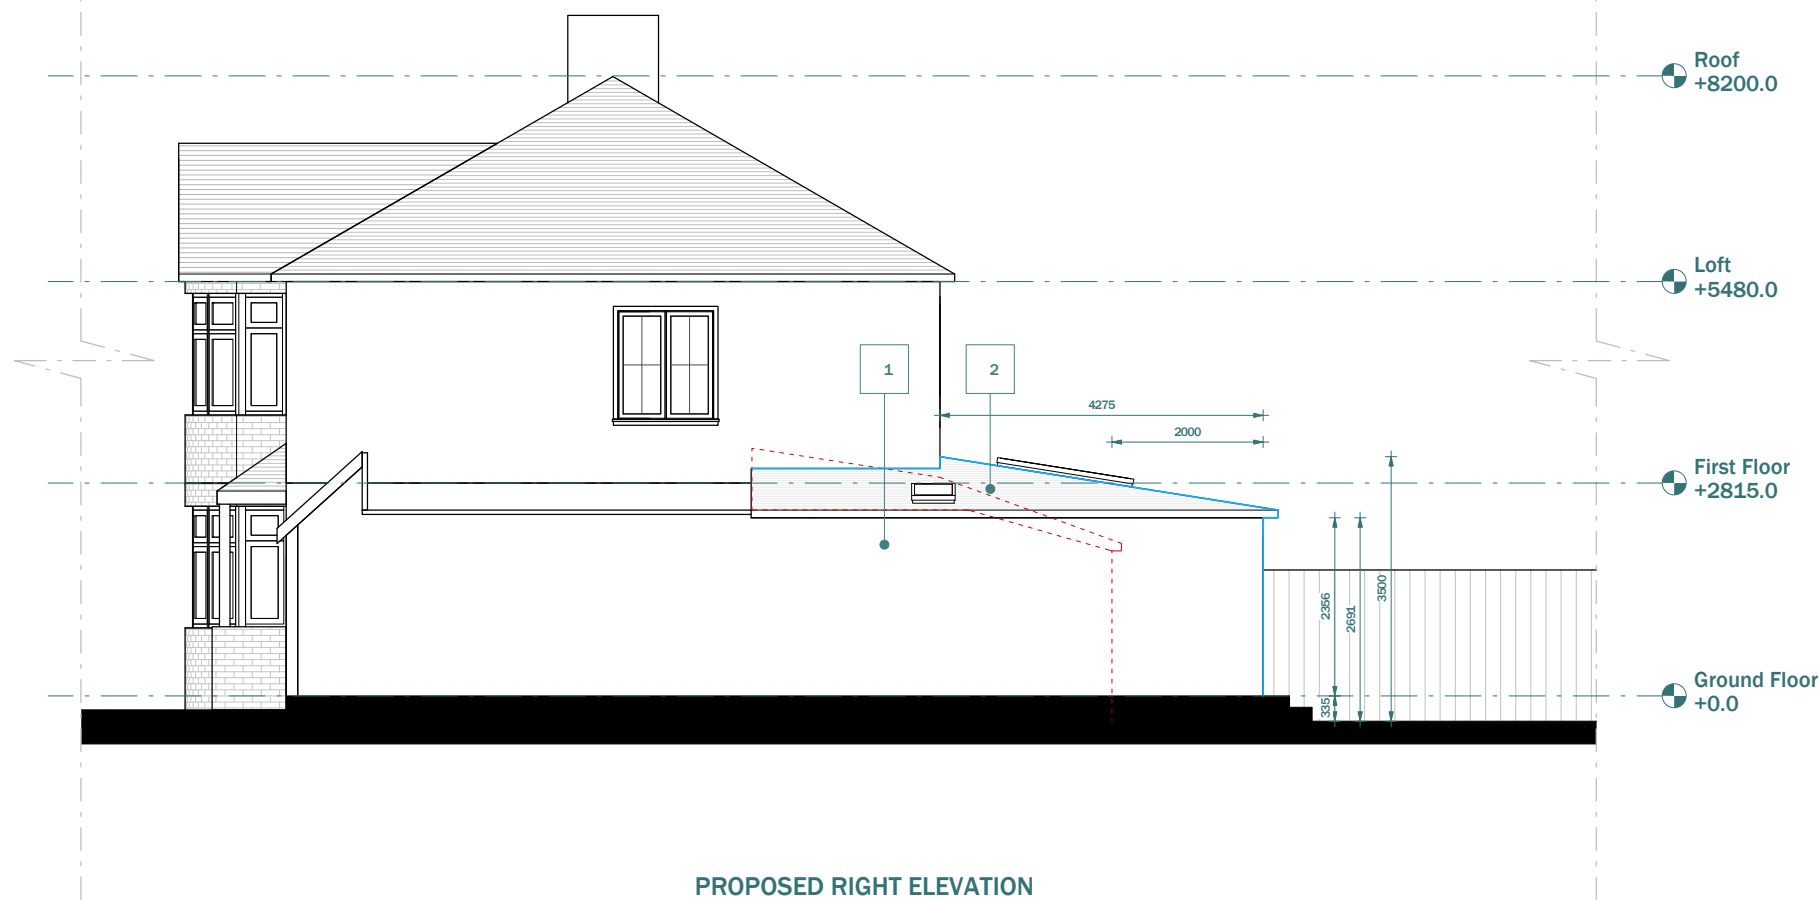 Roof
+8200.0
Loft
+5480.0
1
2
4275
2000
First Floor
+2815.0
2356
2691
3500
335
Ground Floor
+0.0
PROPOSED RIGHT ELEVATION